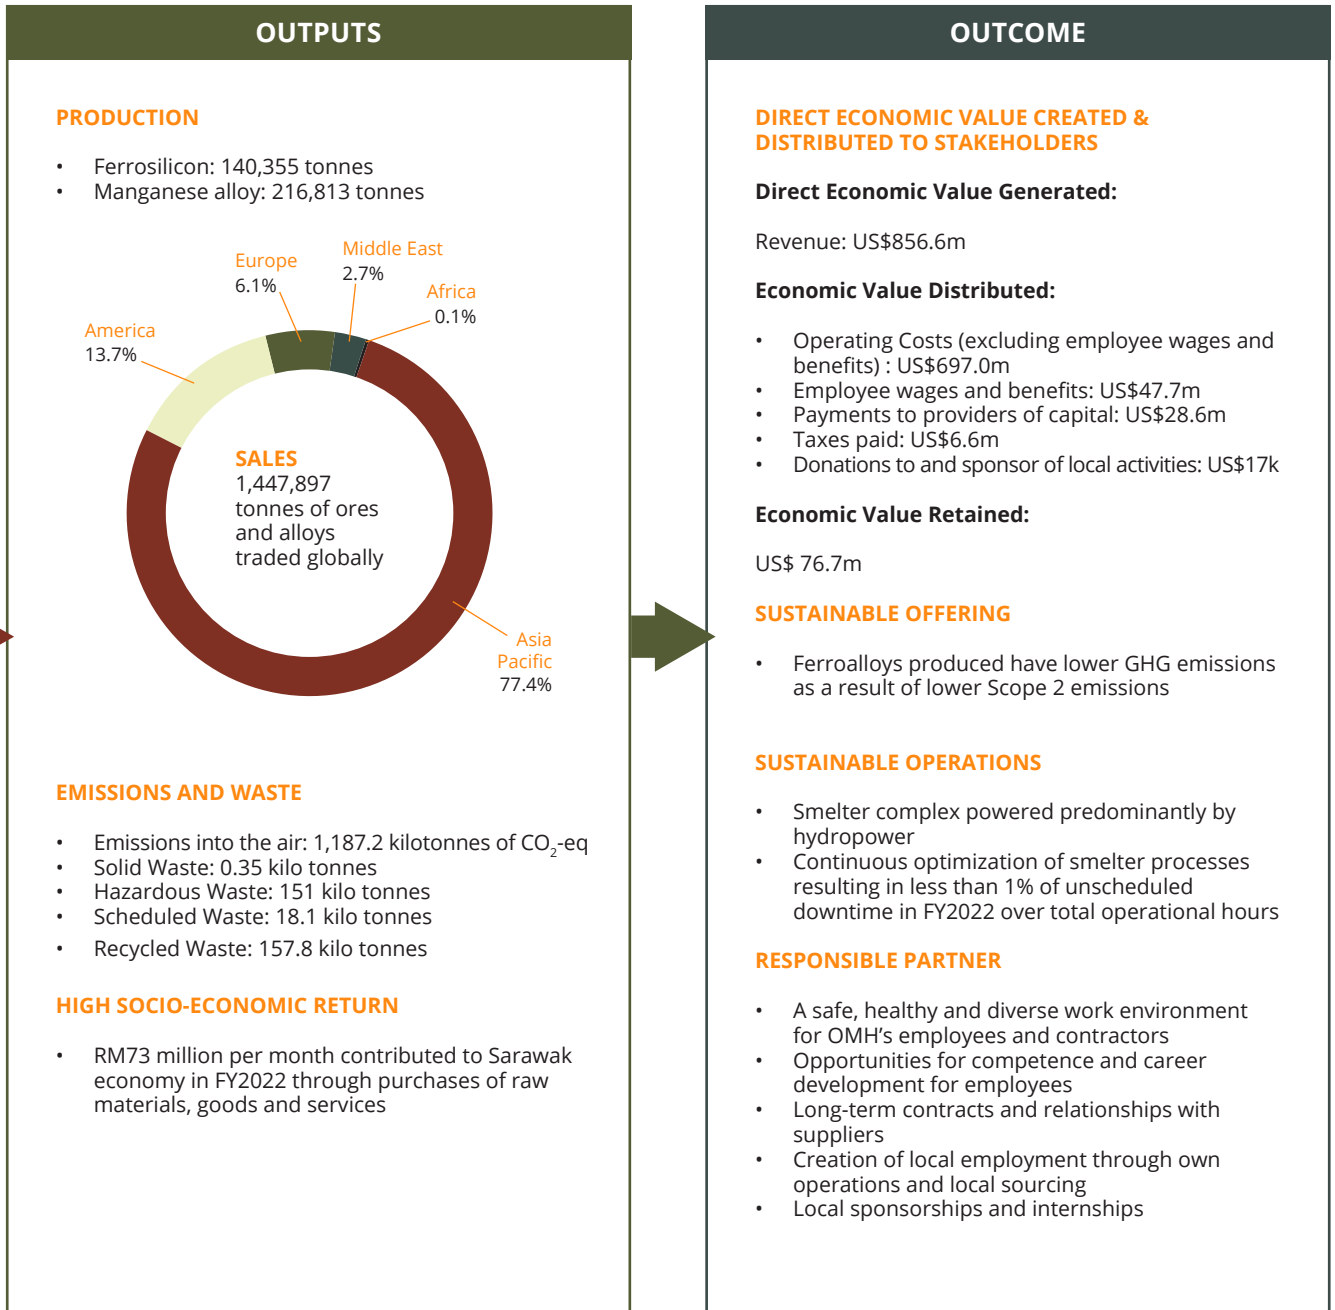 OUTPUTS
PRODUCTION
• Ferrosilicon: 140,355 tonnes
• Manganese alloy: 216,813 tonnes
Europe
6.1%
Middle East
2.7%
Africa
0.1%
America
13.7%
SALES
1,447,897
tonnes of ores
and alloys
traded globally
Asia
Pacific
77.4%
EMISSIONS AND WASTE
• Emissions into the air: 1,187.2 kilotonnes of CO₂-eq
• Solid Waste: 0.35 kilo tonnes
• Hazardous Waste: 151 kilo tonnes
• Scheduled Waste: 18.1 kilo tonnes
• Recycled Waste: 157.8 kilo tonnes
HIGH SOCIO-ECONOMIC RETURN
• RM73 million per month contributed to Sarawak
economy in FY2022 through purchases of raw
materials, goods and services
OUTCOME
DIRECT ECONOMIC VALUE CREATED &
DISTRIBUTED TO STAKEHOLDERS
Direct Economic Value Generated:
Revenue: US$856.6m
Economic Value Distributed:
• Operating Costs (excluding employee wages and
benefits) : US$697.0m
• Employee wages and benefits: US$47.7m
• Payments to providers of capital: US$28.6m
• Taxes paid: US$6.6m
• Donations to and sponsor of local activities: US$17k
Economic Value Retained:
US$ 76.7m
SUSTAINABLE OFFERING
• Ferroalloys produced have lower GHG emissions
as a result of lower Scope 2 emissions
SUSTAINABLE OPERATIONS
• Smelter complex powered predominantly by
hydropower
• Continuous optimization of smelter processes
resulting in less than 1% of unscheduled
downtime in FY2022 over total operational hours
RESPONSIBLE PARTNER
• A safe, healthy and diverse work environment
for OMH’s employees and contractors
• Opportunities for competence and career
development for employees
• Long-term contracts and relationships with
suppliers
• Creation of local employment through own
operations and local sourcing
• Local sponsorships and internships